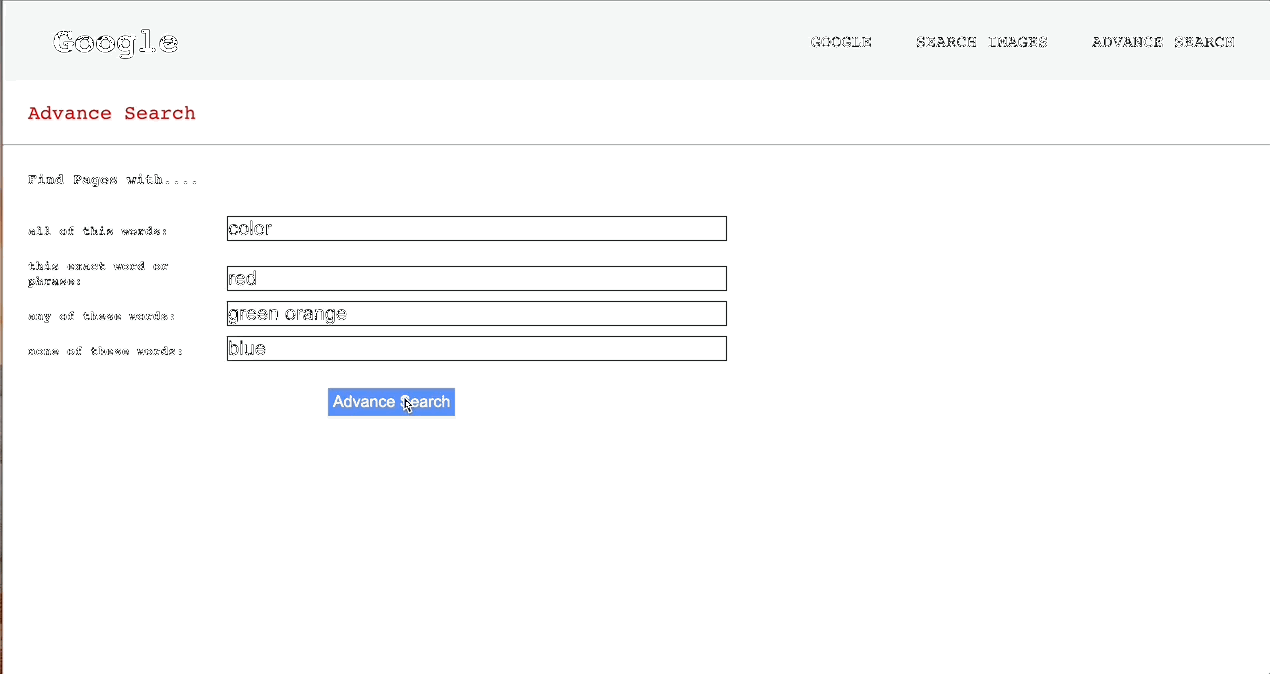 Google
GOOGLE SEARCH IMAGES ADVANCE SEARCH
Advance Search
Find Pages with....
all of this words:
color
this exact word or
phrase:
red
any of these words:
green orange
none of these words:
blue
Advance Search